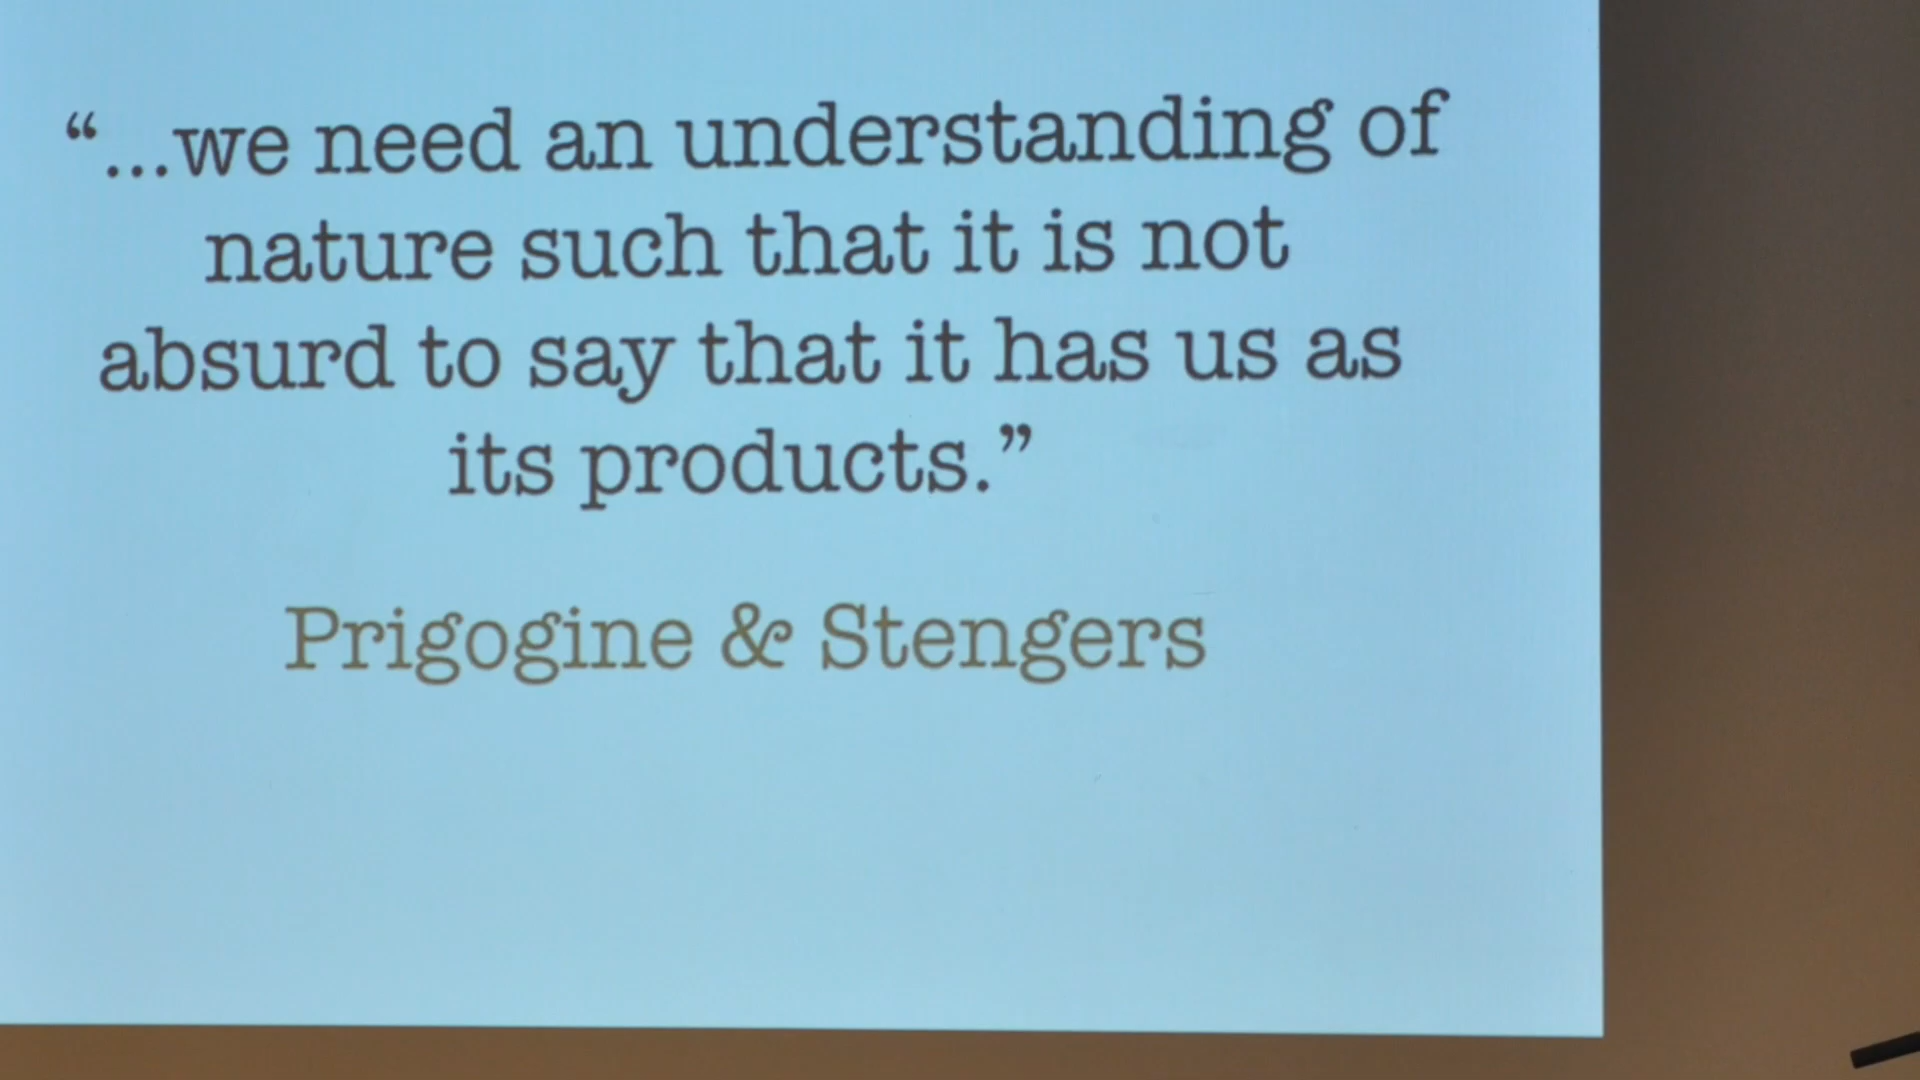 “...we need an understanding of
nature such that it is not
absurd to say that it has us as
its products.”
Prigogine & Stengers